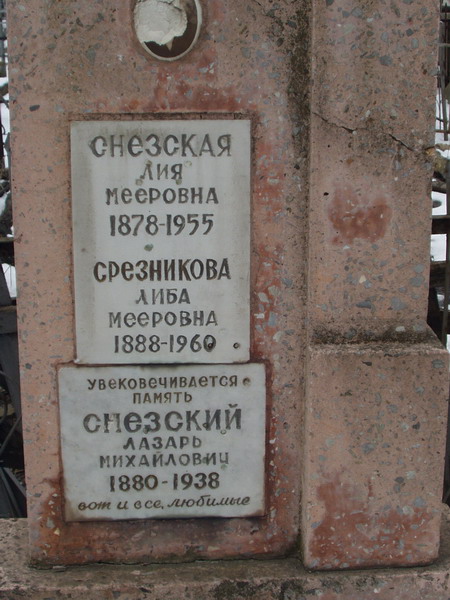 СНЕЗСКАЯ
ЛИЯ
МЕЕРОВНА
1878-1955
СРЕЗНИКОВА
ЛИБА
МЕЕРОВНА
1888-1960
УВЕКОВЕЧИВАЕТСЯ
ПАМЯТЬ
СНЕЗСКИЙ
ЛАЗАРЬ
МИХАЙЛОВИЧ
1880-1938
вот и все, любимые